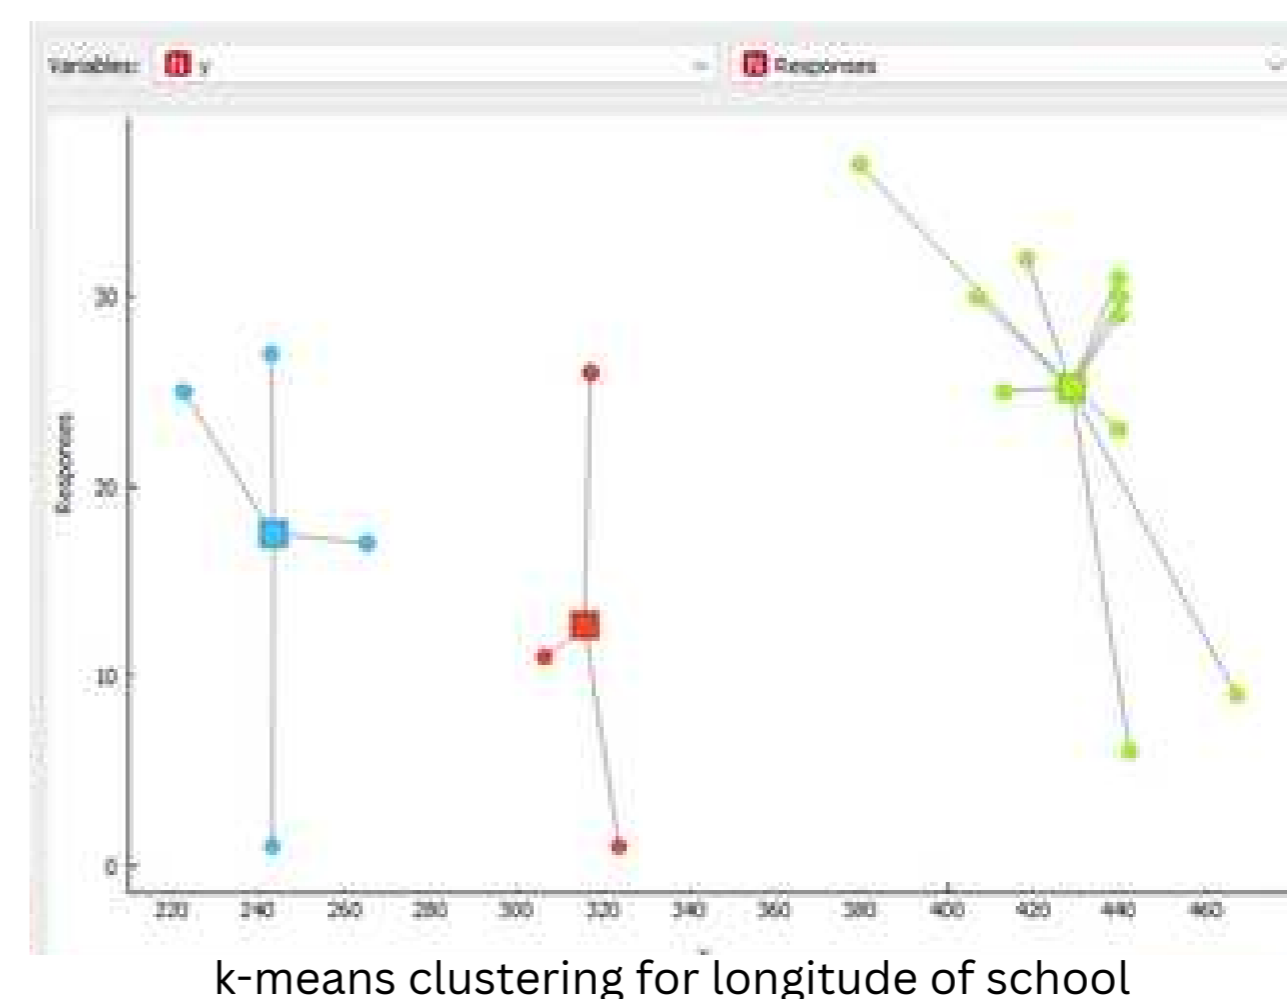 Variables: N y N Responses
Responses
30
20
10
0
220 240 260 280 300 320 340 360 380 400 420 440 460
k-means clustering for longitude of school